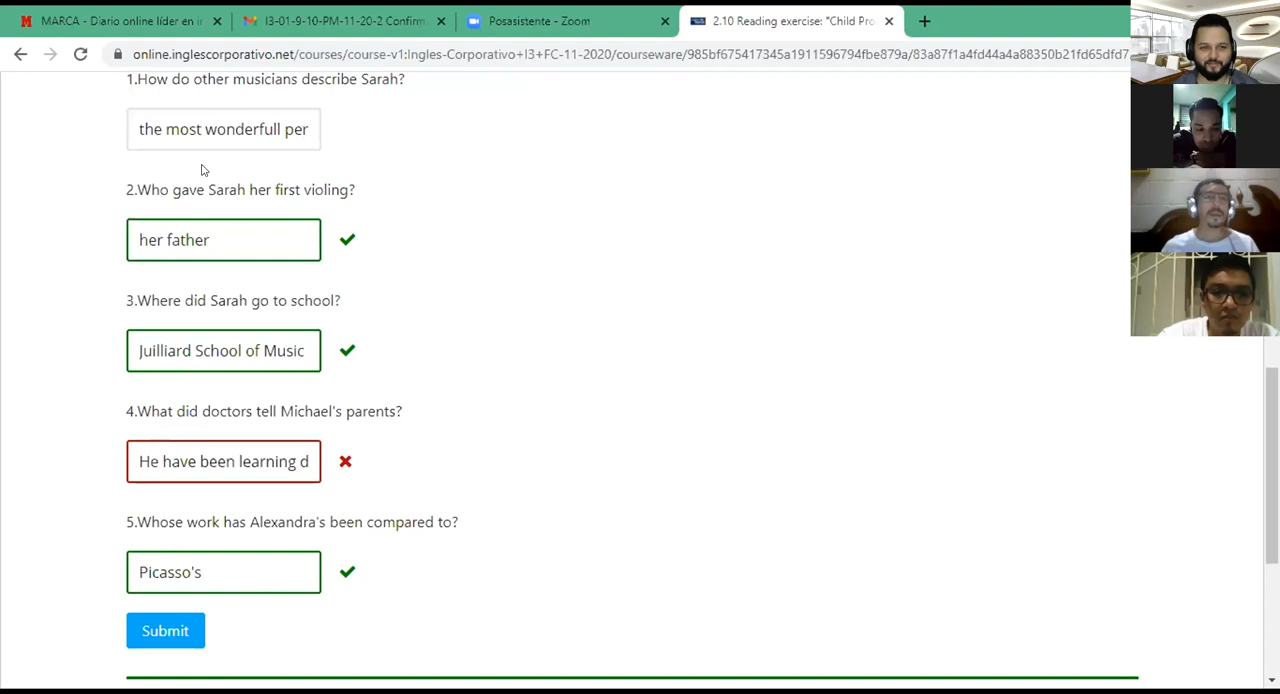 MARCA - Diario online líder en i
I3-01-9-10-PM-11-20-2 Confirm
Posasistente - Zoom
2.10 Reading exercise: "Child Pro
online.inglescorporativo.net/courses/course-v1:Ingles-Corporativo+I3+FC-11-2020/courseware/985bf675417345a1911596794fbe879a/83a87f1a4fd44a4a88350b21fd65dfd7
1.How do other musicians describe Sarah?
the most wonderfull per
2.Who gave Sarah her first violing?
her father
3.Where did Sarah go to school?
Juilliard School of Music
4.What did doctors tell Michael's parents?
He have been learning d
5.Whose work has Alexandra's been compared to?
Picasso's
Submit